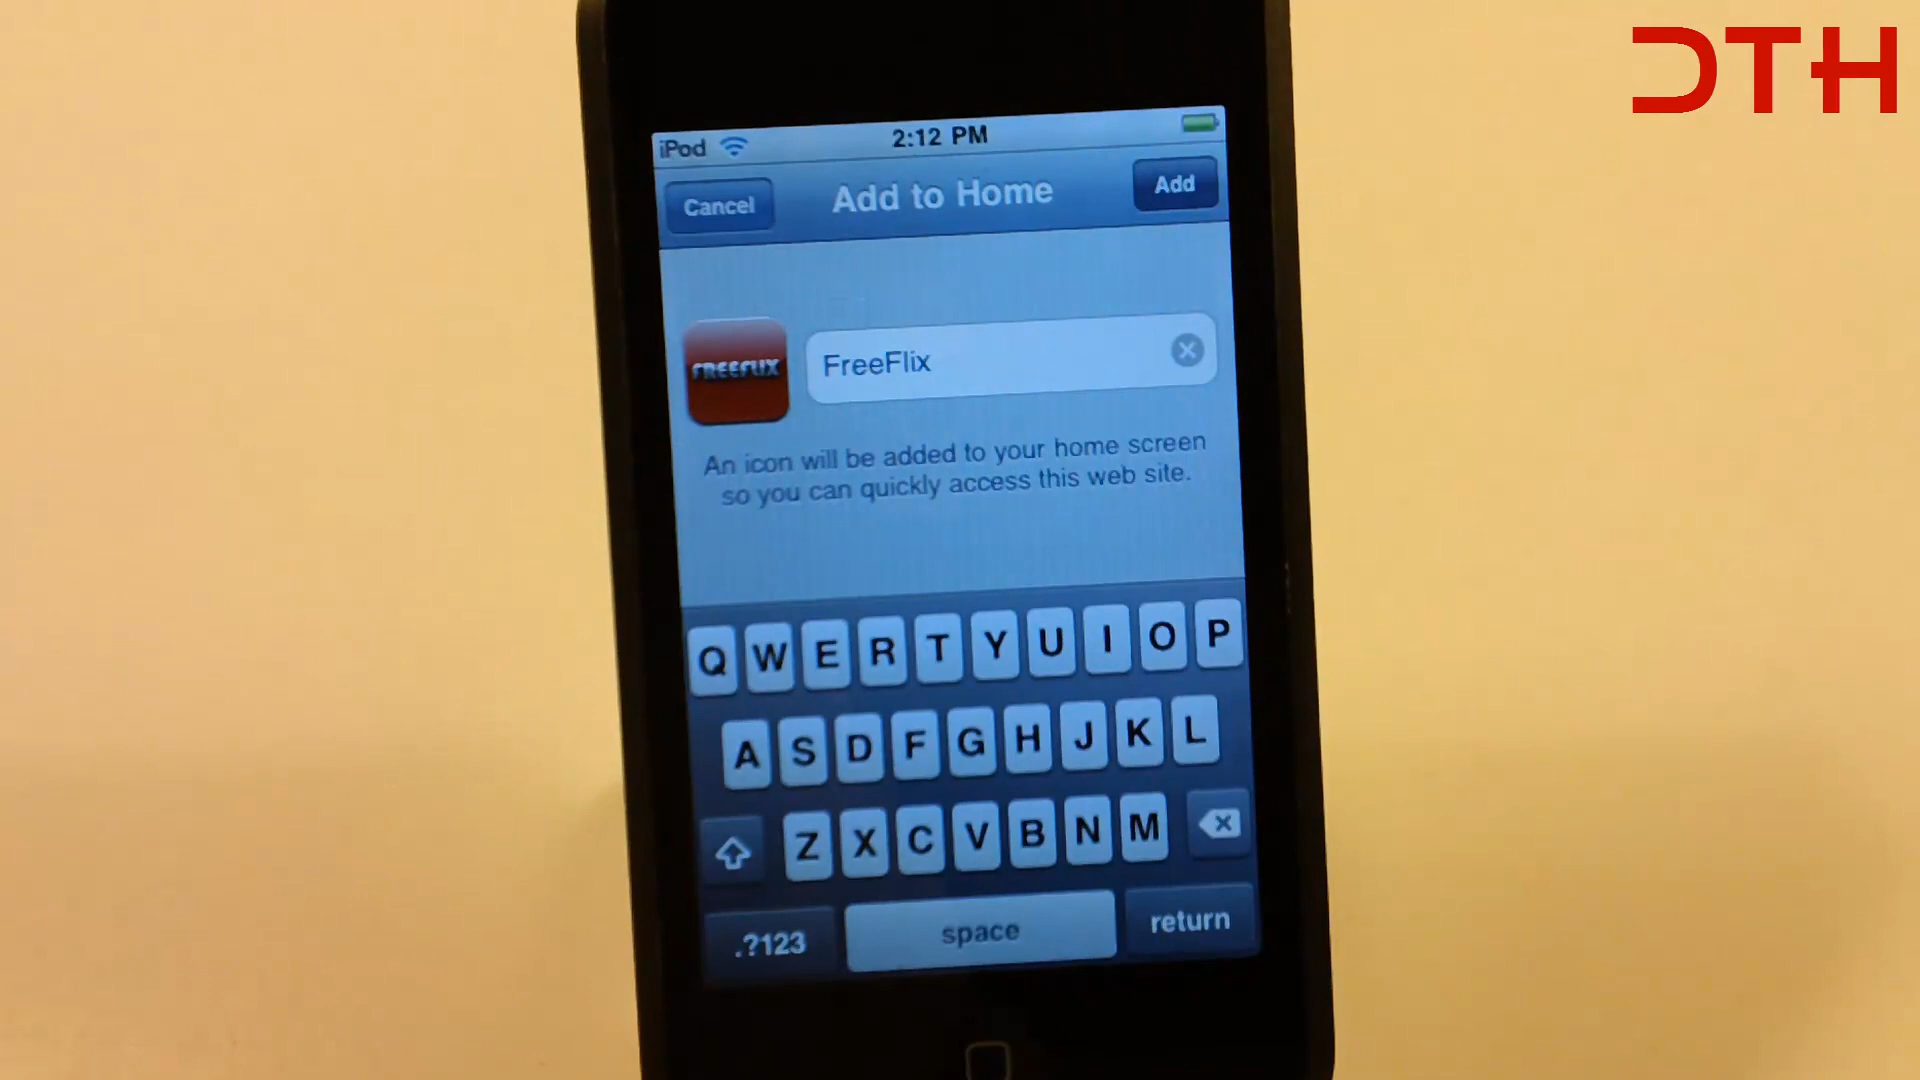 DTH
iPod 2:12 PM
Cancel Add to Home Add
FREEFLIX FreeFlix
An icon will be added to your home screen
so you can quickly access this web site.
Q W E R T Y U I O P
A S D F G H J K L
Z X C V B N M
.?123 space return